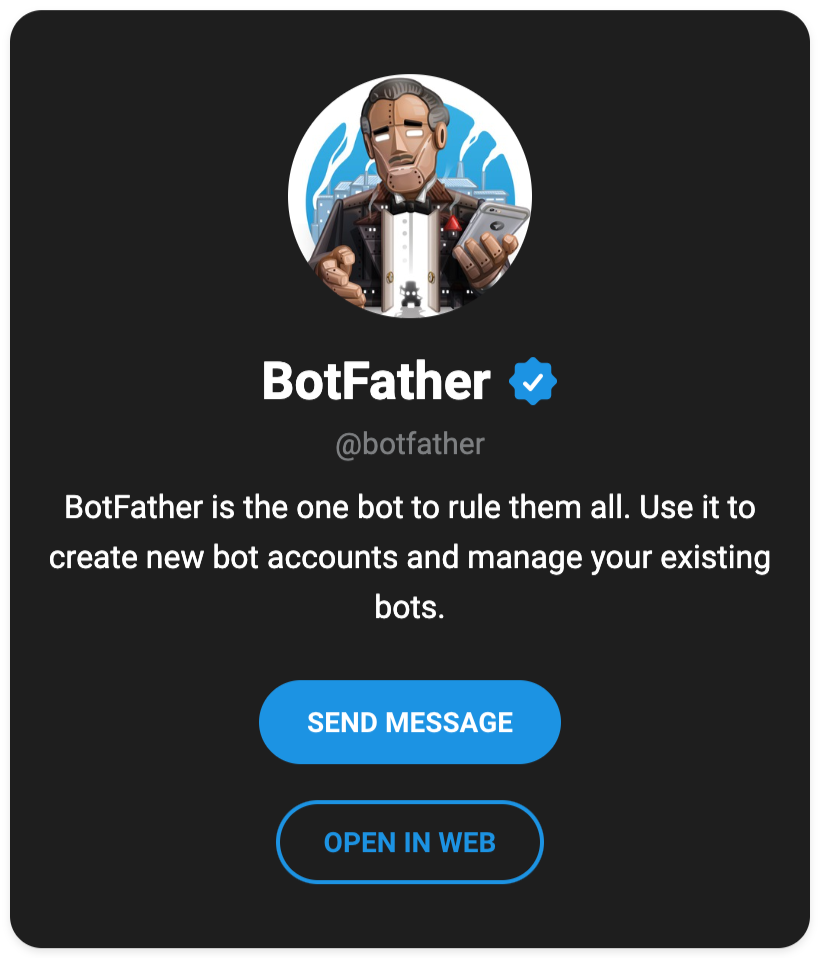 BotFather
@botfather
BotFather is the one bot to rule them all. Use it to
create new bot accounts and manage your existing
bots.
SEND MESSAGE
OPEN IN WEB